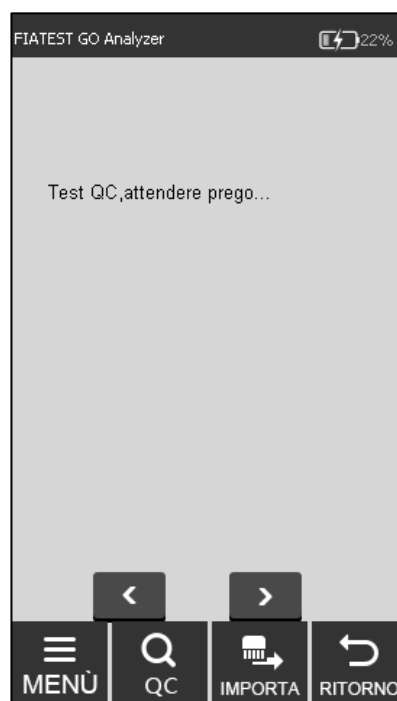 FIATEST GO Analyzer 22%
Test QC,attendere prego...
MENÙ QC IMPORTA RITORNO